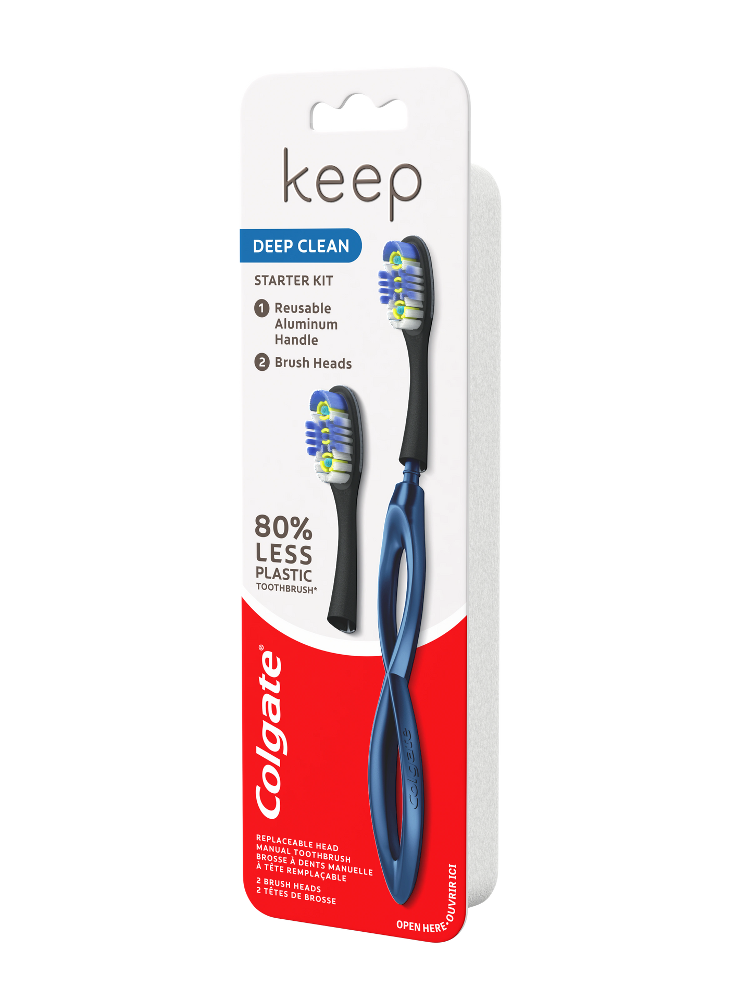 keep
DEEP CLEAN
STARTER KIT
1 Reusable
Aluminum
Handle
2 Brush Heads
80%
LESS
PLASTIC
TOOTHBRUSH*
Colgate®
Colgate
REPLACEABLE HEAD
MANUAL TOOTHBRUSH
BROSSE À DENTS MANUELLE
À TÊTE REMPLAÇABLE
2 BRUSH HEADS
2 TÊTES DE BROSSE
OPEN HERE•OUVRIR ICI